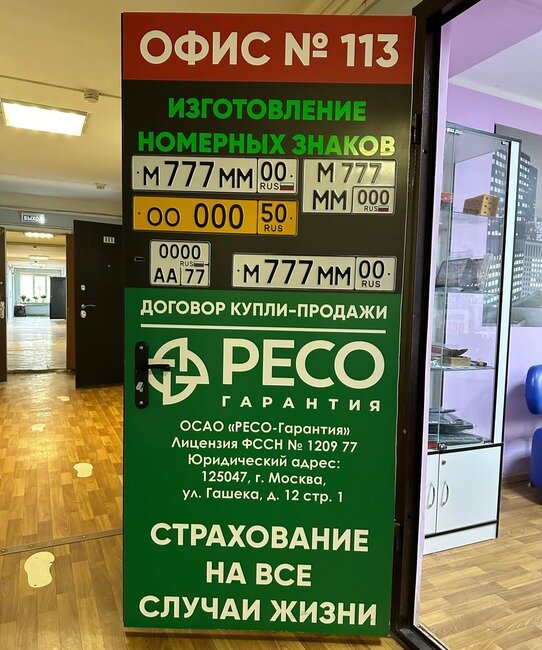 ОФИС № 113
ИЗГОТОВЛЕНИЕ
НОМЕРНЫХ ЗНАКОВ
М 777 ММ 00 RUS
М 777
ММ 000 RUS
ОО 000 50 RUS
0000 RUS
АА 77
М 777 ММ 00 RUS
ВЫХОД
ДОГОВОР КУПЛИ-ПРОДАЖИ
РЕСО
ГАРАНТИЯ
ОСАО «РЕСО-Гарантия»
Лицензия ФССН № 1209 77
Юридический адрес:
125047, г. Москва,
ул. Гашека, д. 12 стр. 1
СТРАХОВАНИЕ
НА ВСЕ
СЛУЧАИ ЖИЗНИ